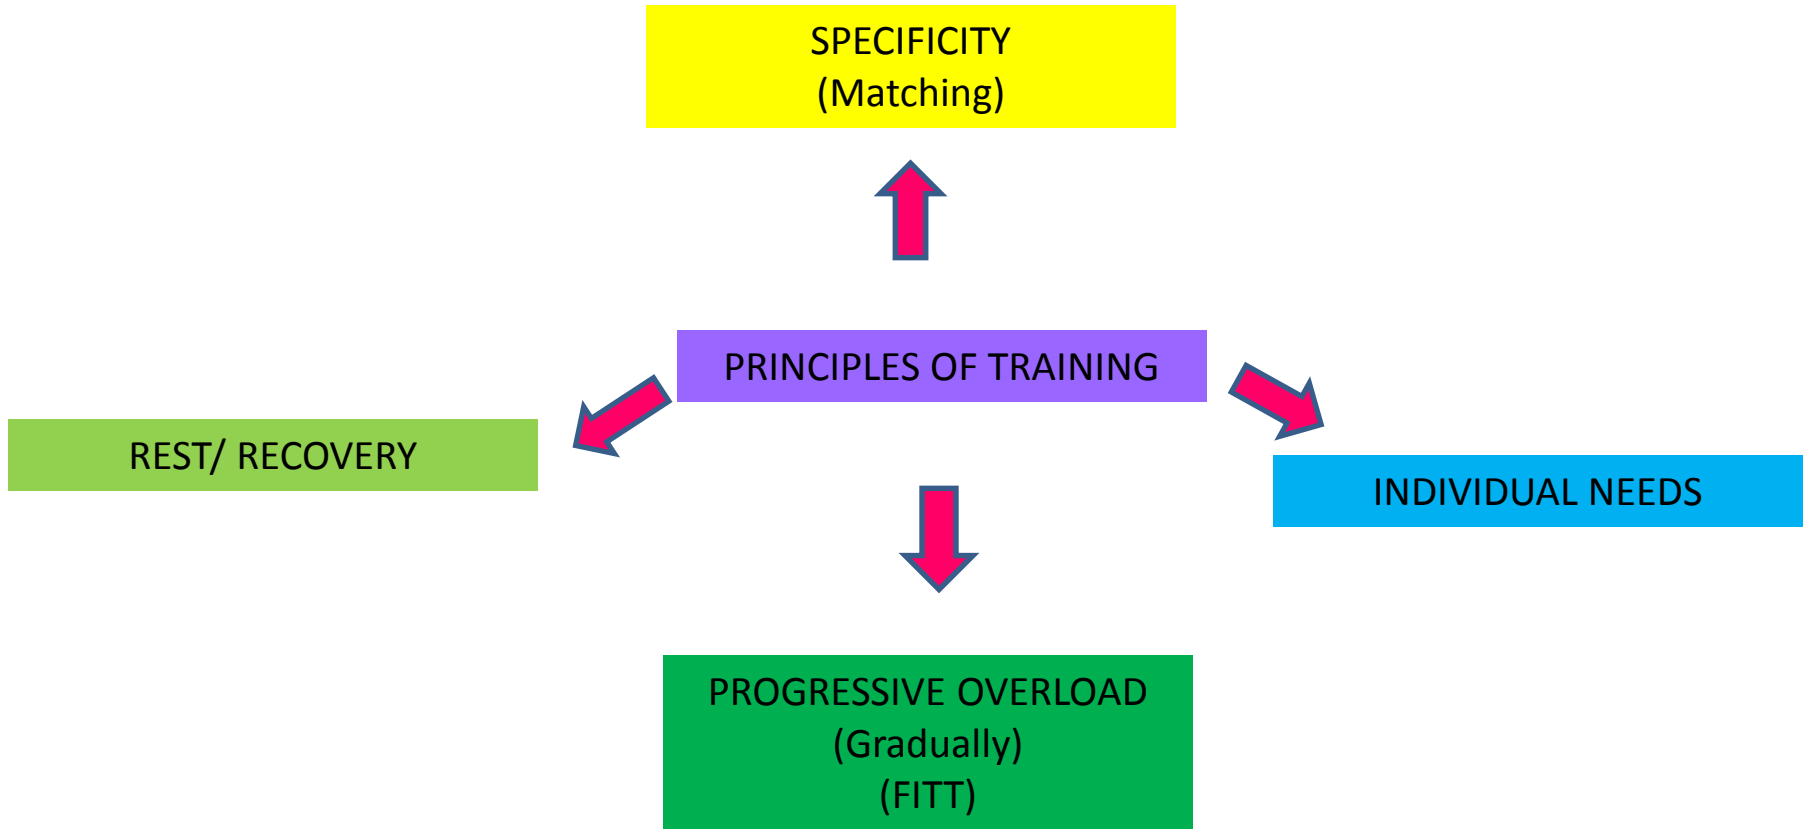 SPECIFICITY
(Matching)
PRINCIPLES OF TRAINING
REST/ RECOVERY
INDIVIDUAL NEEDS
PROGRESSIVE OVERLOAD
(Gradually)
(FITT)